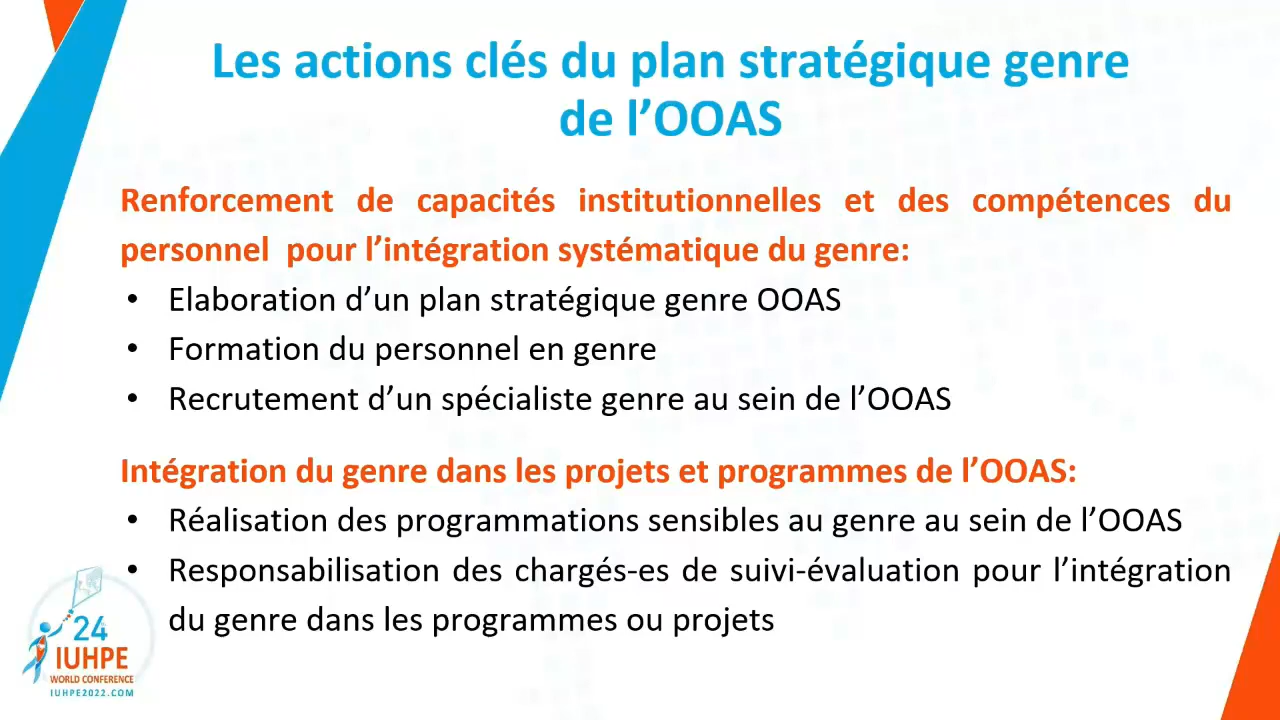 Les actions clés du plan stratégique genre
de l’OOAS
Renforcement de capacités institutionnelles et des compétences du
personnel pour l’intégration systématique du genre:
• Elaboration d’un plan stratégique genre OOAS
• Formation du personnel en genre
• Recrutement d’un spécialiste genre au sein de l’OOAS
Intégration du genre dans les projets et programmes de l’OOAS:
• Réalisation des programmations sensibles au genre au sein de l’OOAS
• Responsabilisation des chargés-es de suivi-évaluation pour l’intégration
du genre dans les programmes ou projets
24
IUHPE
WORLD CONFERENCE
IUHPE2022.COM